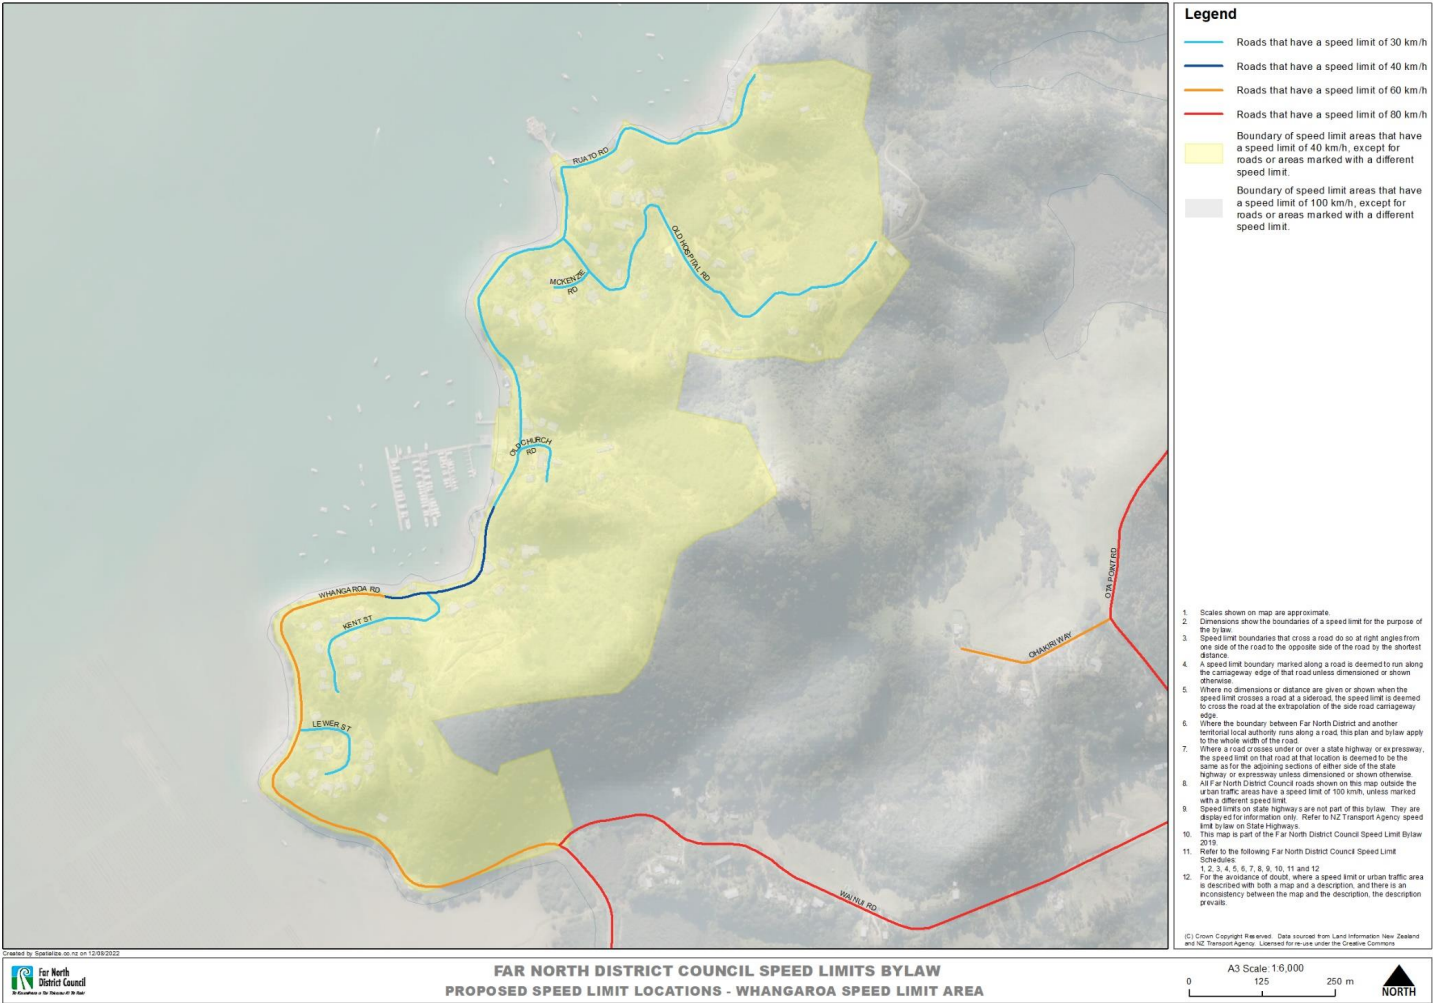 RUATO RD
OLD HOSPITAL RD
MCKENZIE
RD
OLD CHURCH
RD
WHANGAROA RD
KENT ST
LEWER ST
OTA POINT RD
OHAKIRI WAY
WAINUI RD
Legend
Roads that have a speed limit of 30 km/h
Roads that have a speed limit of 40 km/h
Roads that have a speed limit of 60 km/h
Roads that have a speed limit of 80 km/h
Boundary of speed limit areas that have
a speed limit of 40 km/h, except for
roads or areas marked with a different
speed limit.
Boundary of speed limit areas that have
a speed limit of 100 km/h, except for
roads or areas marked with a different
speed limit.
1. Scales shown on map are approximate.
2. Dimensions show the boundaries of a speed limit for the purpose of
the bylaw.
3. Speed limit boundaries that cross a road do so at right angles from
one side of the road to the opposite side of the road by the shortest
distance.
4. A speed limit boundary marked along a road is deemed to run along
the carriageway edge of that road unless dimensioned or shown
otherwise.
5. Where no dimensions or distance are given or shown when the
speed limit crosses a road at a sideroad, the speed limit is deemed
to cross the road at the extrapolation of the side road carriageway
edge.
6. Where the boundary between Far North District and another
territorial local authority runs along a road, this plan and bylaw apply
to the whole width of the road.
7. Where a road crosses under or over a state highway or expressway,
the speed limit on that road at that location is deemed to be the
same as for the adjoining sections of either side of the state
highway or expressway unless dimensioned or shown otherwise.
8. All Far North District Council roads shown on this map outside the
urban traffic areas have a speed limit of 100 km/h, unless marked
with a different speed limit.
9. Speed limits on state highways are not part of this bylaw. They are
displayed for information only. Refer to NZ Transport Agency speed
limit bylaw on State Highways.
10. This map is part of the Far North District Council Speed Limit Bylaw
2019.
11. Refer to the following Far North District Council Speed Limit
Schedules:
1, 2, 3, 4, 5, 6, 7, 8, 9, 10, 11 and 12
12. For the avoidance of doubt, where a speed limit or urban traffic area
is described with both a map and a description, and there is an
inconsistency between the map and the description, the description
prevails.
(C) Crown Copyright Reserved. Data sourced from Land Information New Zealand
and NZ Transport Agency. Licensed for re-use under the Creative Commons
Created by Spatialize.co.nz on 12/08/2022
Far North
District Council
FAR NORTH DISTRICT COUNCIL SPEED LIMITS BYLAW
PROPOSED SPEED LIMIT LOCATIONS - WHANGAROA SPEED LIMIT AREA
A3 Scale: 1:6,000
0 125 250 m
NORTH